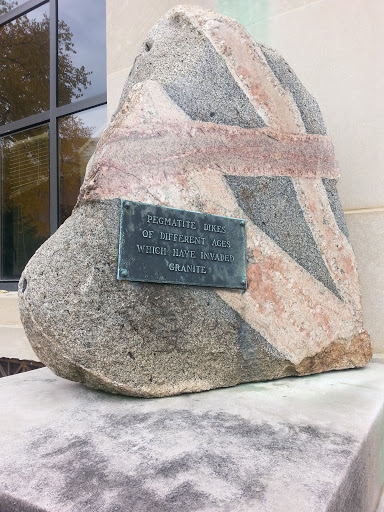 PEGMATITE DIKES
OF DIFFERENT AGES
WHICH HAVE INVADED
GRANITE